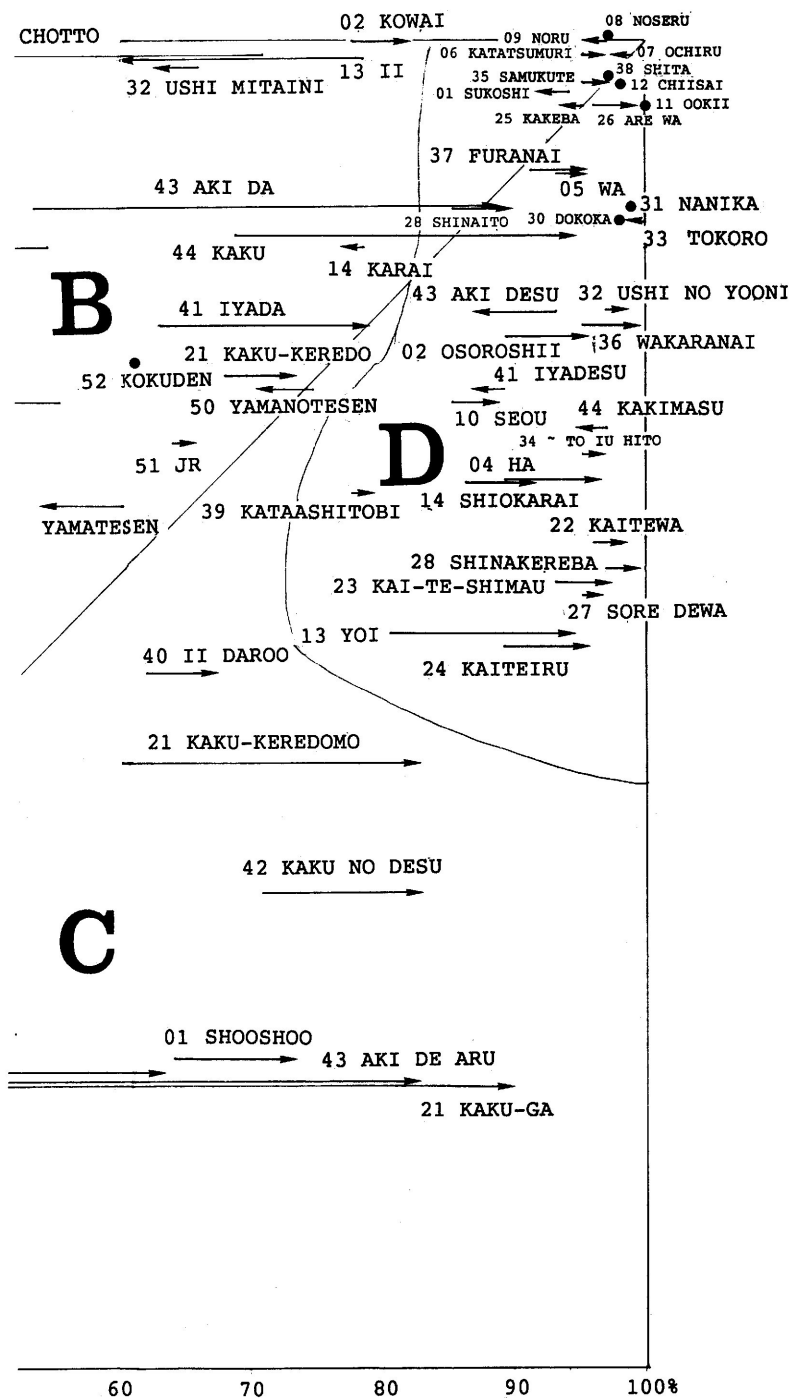 02 KOWAI
08 NOSERU
CHOTTO
09 NORU
06 KATATSUMURI
07 OCHIRU
13 II
38 SHITA
32 USHI MITAINI
35 SAMUKUTE
12 CHIISAI
01 SUKOSHI
11 OOKII
25 KAKEBA
26 ARE WA
37 FURANAI
43 AKI DA
05 WA
31 NANIKA
28 SHINAITO
30 DOKOKA
33 TOKORO
44 KAKU
14 KARAI
B
43 AKI DESU
32 USHI NO YOONI
41 IYADA
36 WAKARANAI
21 KAKU-KEREDO
02 OSOROSHII
52 KOKUDEN
41 IYADESU
50 YAMANOTESEN
10 SEOU
44 KAKIMASU
34 ~ TO IU HITO
D
51 JR
04 HA
14 SHIOKARAI
39 KATAASHITOBI
YAMATESEN
22 KAITEWA
28 SHINAKEREBA
23 KAI-TE-SHIMAU
27 SORE DEWA
13 YOI
40 II DAROO
24 KAITEIRU
21 KAKU-KEREDOMO
42 KAKU NO DESU
C
01 SHOOSHOO
43 AKI DE ARU
21 KAKU-GA
60 70 80 90 100%